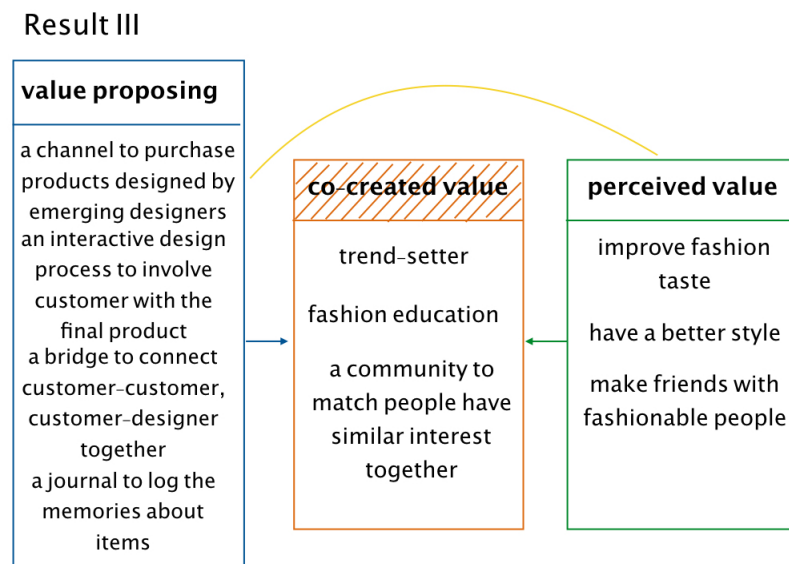 Result III
value proposing
a channel to purchase
products designed by
emerging designers
an interactive design
process to involve
customer with the
final product
a bridge to connect
customer-customer,
customer-designer
together
a journal to log the
memories about
items
co-created value
trend-setter
fashion education
a community to
match people have
similar interest
together
perceived value
improve fashion
taste
have a better style
make friends with
fashionable people